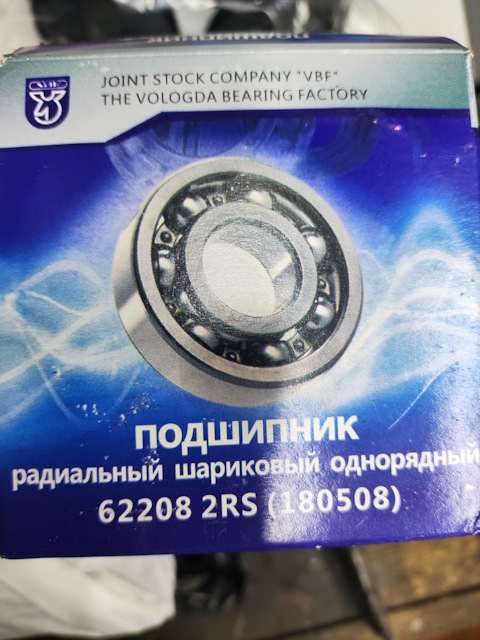 JOINT STOCK COMPANY "VBF"
THE VOLOGDA BEARING FACTORY
ПОДШИПНИК
радиальный шариковый однорядный
62208 2RS (180508)